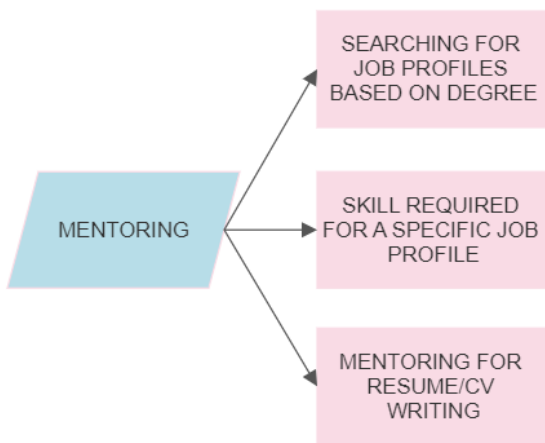 SEARCHING FOR
JOB PROFILES
BASED ON DEGREE
MENTORING
SKILL REQUIRED
FOR A SPECIFIC JOB
PROFILE
MENTORING FOR
RESUME/CV
WRITING